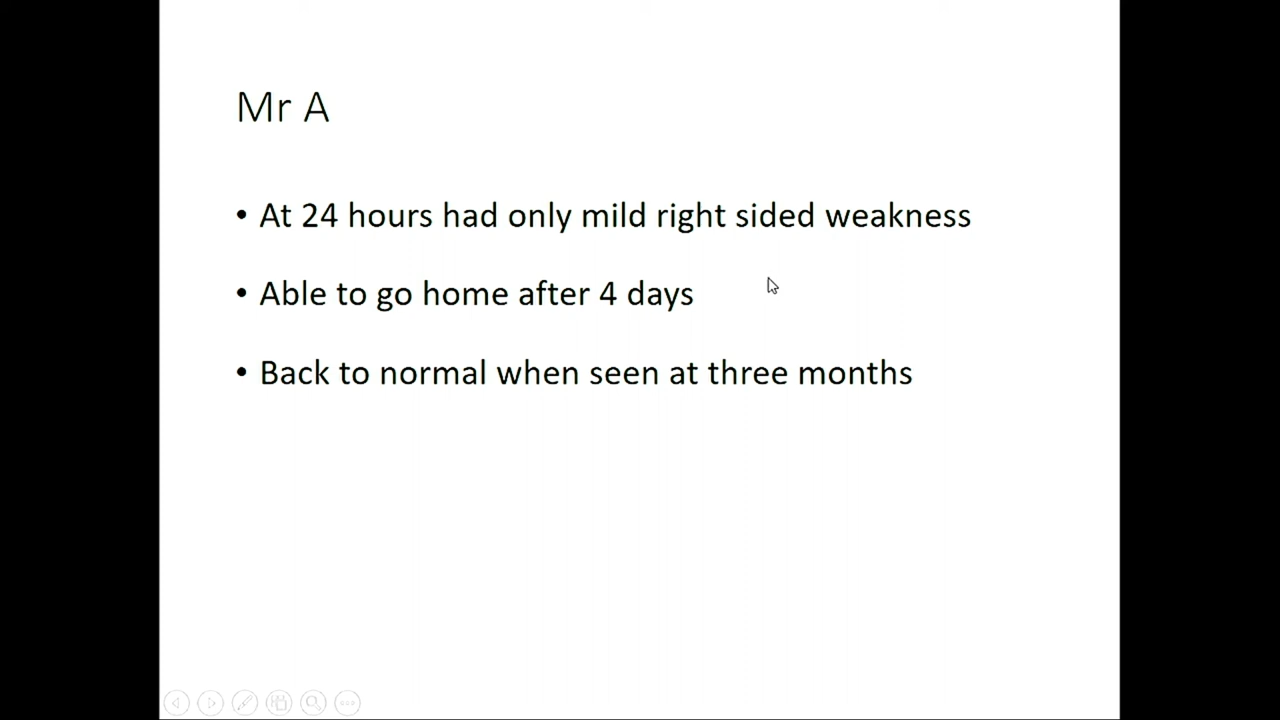 Mr A
• At 24 hours had only mild right sided weakness
• Able to go home after 4 days
• Back to normal when seen at three months